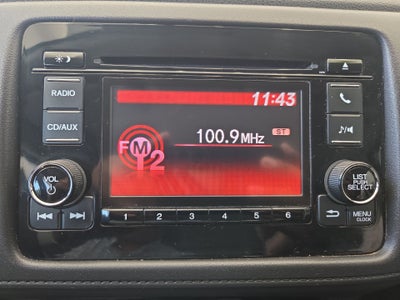 RADIO
CD/AUX
VOL
11:43
100.9MHz
ST
FM
12
1 2 3 4 5 6
LIST
PUSH
SELECT
MENU
CLOCK